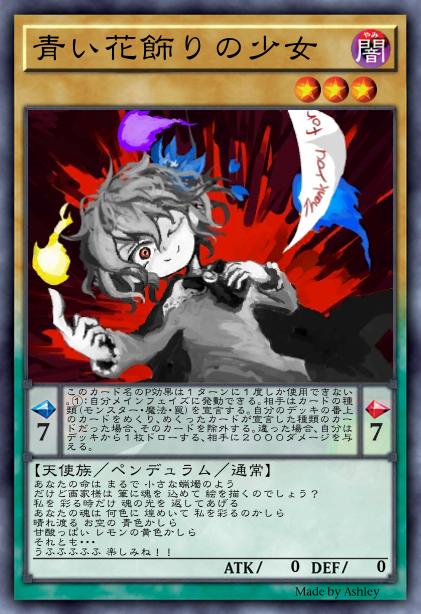 青い花飾りの少女
やみ
闇
Thank you for
このカード名のP効果は1ターンに1度しか使用できない。
①:自分メインフェイズに発動できる。相手はカードの種類(モンスター・魔法・罠)を宣言する。自分のデッキの番上のカードをめくり、めくったカードが宣言した種類のカードだった場合、そのカードを除外する。違った場合、自分はデッキから1枚ドローする、相手に2000ダメージを与える。
7
7
【天使族/ペンデュラム/通常】
あなたの命は まるで 小さな蝋場のよう
だけど画家様は 筆に魂を 込めて 絵を描くのでしょう?
私を 彩る時だけ 魂の光を 返してあげる
あなたの魂は 何色に 煌めいて 私を彩るのかしら
晴れ渡る お空の 青色かしら
甘酸っぱい レモンの黄色かしら
それとも・・・
うふふふふふ 楽しみね!!
ATK/ 0 DEF/ 0
Made by Ashley